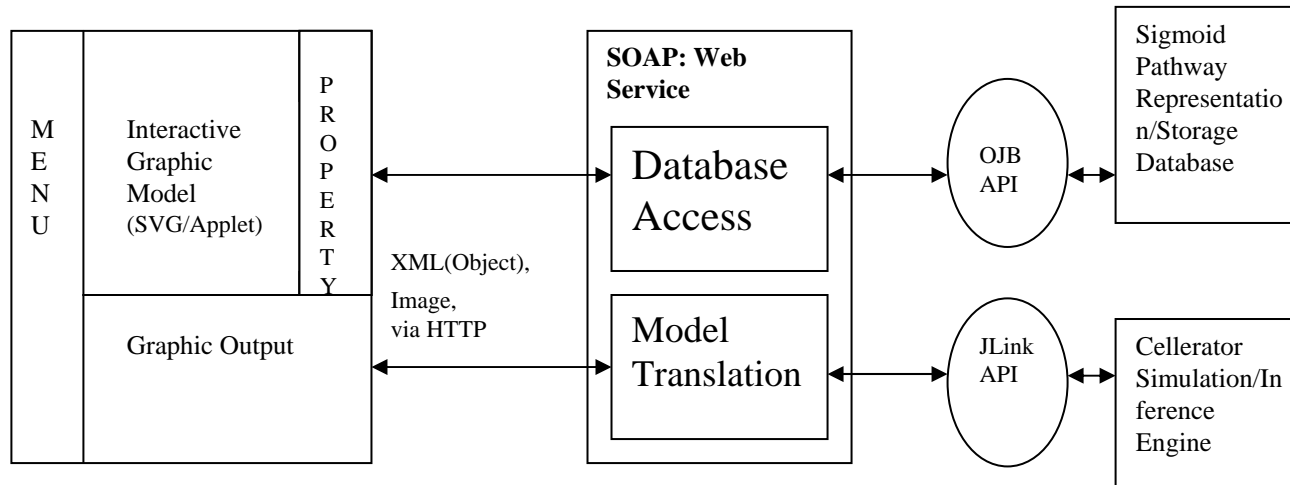 M
E
N
U
Interactive
Graphic
Model
(SVG/Applet)
P
R
O
P
E
R
T
Y
Graphic Output
XML(Object),
Image,
via HTTP
SOAP: Web
Service
Database
Access
Model
Translation
OJB
API
JLink
API
Sigmoid
Pathway
Representatio
n/Storage
Database
Cellerator
Simulation/In
ference
Engine